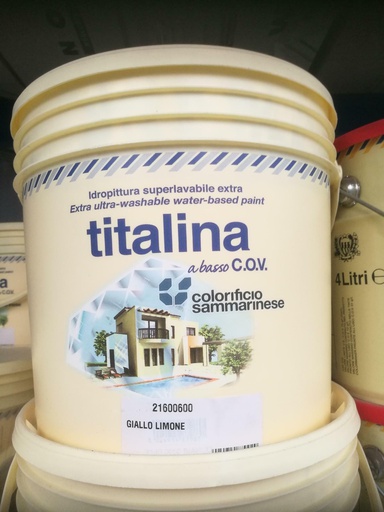 Idropittura superlavabile extra
Extra ultra-washable water-based paint
titalina
a basso C.O.V.
colorificio
sammarinese
21600600
GIALLO LIMONE
4 Litri e